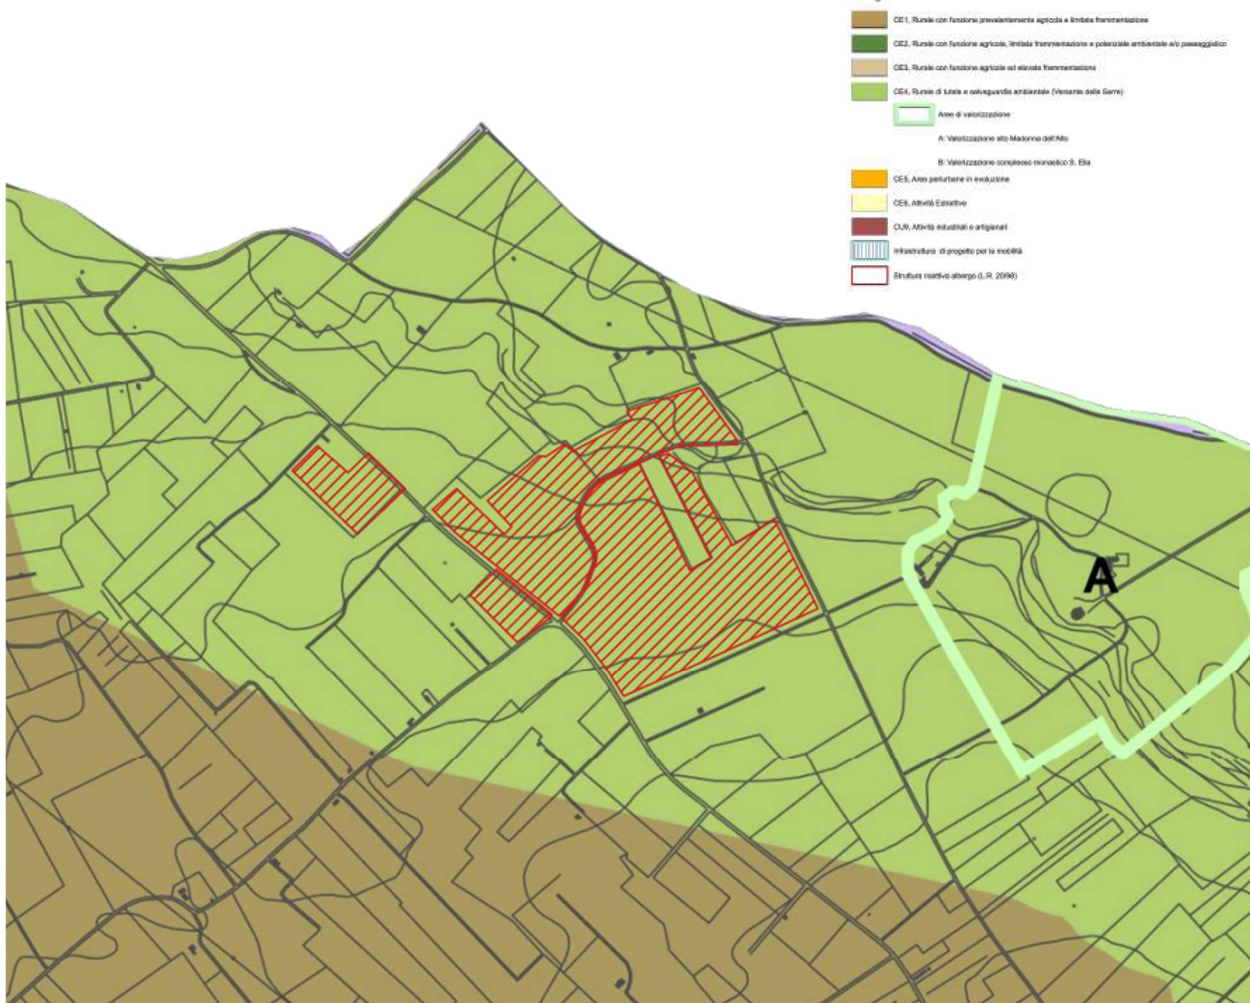 CE1, Rurale con funzione prevalentemente agricola e limitata frammentazione
CE2, Rurale con funzione agricola, limitata frammentazione e potenziale ambientale e/o paesaggistico
CE3, Rurale con funzione agricola ed elevata frammentazione
CE4, Rurale di tutela e salvaguardia ambientale (Versante delle Serre)
Aree di valorizzazione
A: Valorizzazione sito Madonna dell'Alto
B: Valorizzazione complesso monastico S. Elia
CE5, Aree periurbane in evoluzione
CE6, Attività Estrattive
CU9, Attività industriali e artigianali
Infrastruttura di progetto per la mobilità
Struttura ricettiva albergo (L.R. 20/98)
A